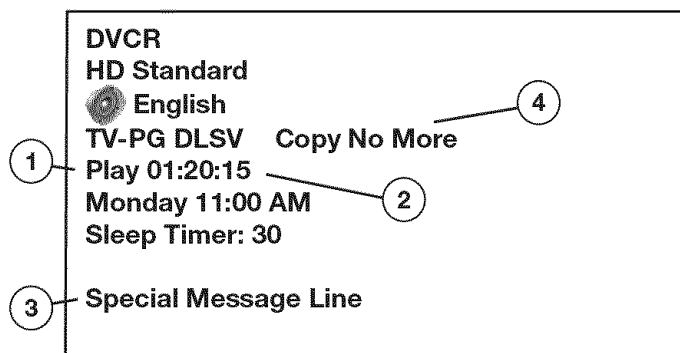 DVCR
HD Standard
English
4
TV-PG DLSV Copy No More
1
Play 01:20:15
2
Monday 11:00 AM
Sleep Timer: 30
3
Special Message Line